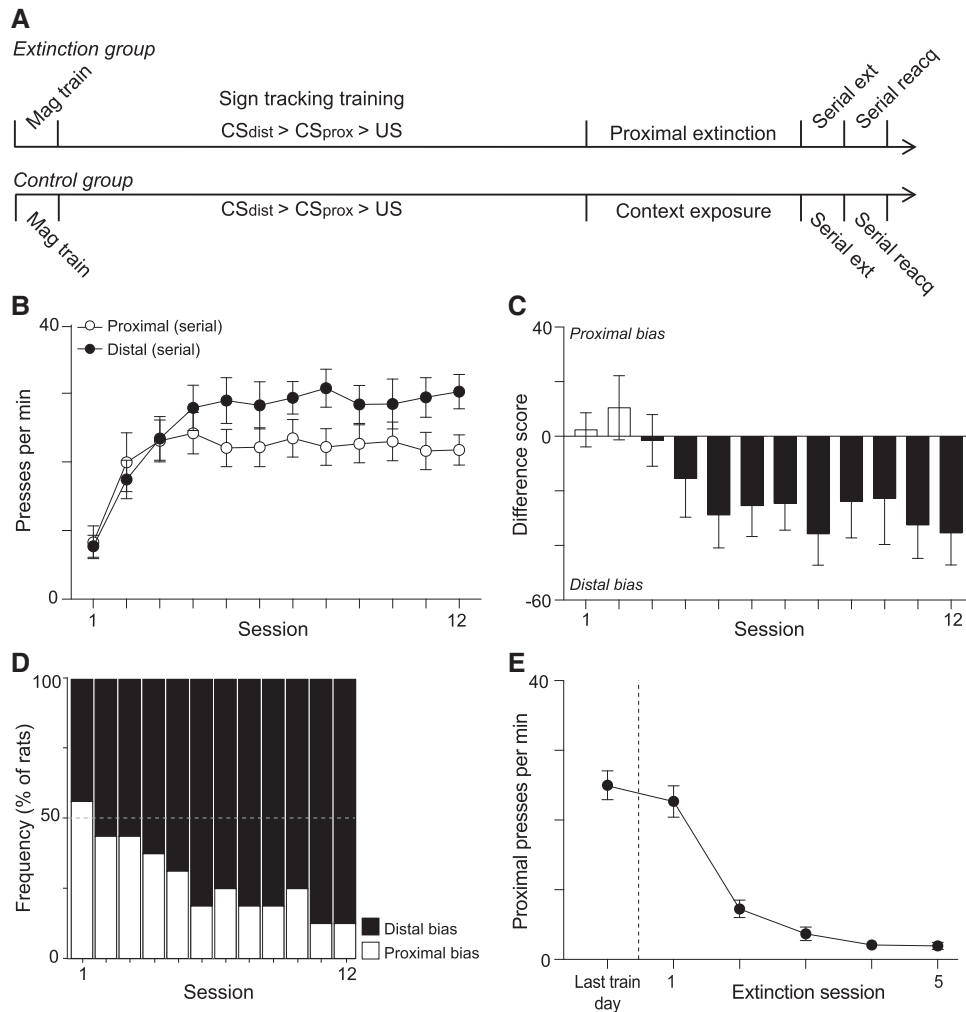 A
Extinction group
Mag train
Sign tracking training
CSdist > CSprox > US
Proximal extinction
Serial ext
Serial reacq
Control group
Mag train
CSdist > CSprox > US
Context exposure
Serial ext
Serial reacq
B
40
Proximal (serial)
Distal (serial)
Presses per min
0
1
12
Session
C
40
Proximal bias
0
Difference score
Distal bias
-60
1
12
Session
D
100
50
Frequency (% of rats)
0
Distal bias
Proximal bias
1
12
Session
E
40
Proximal presses per min
0
Last train
day
1
Extinction session
5